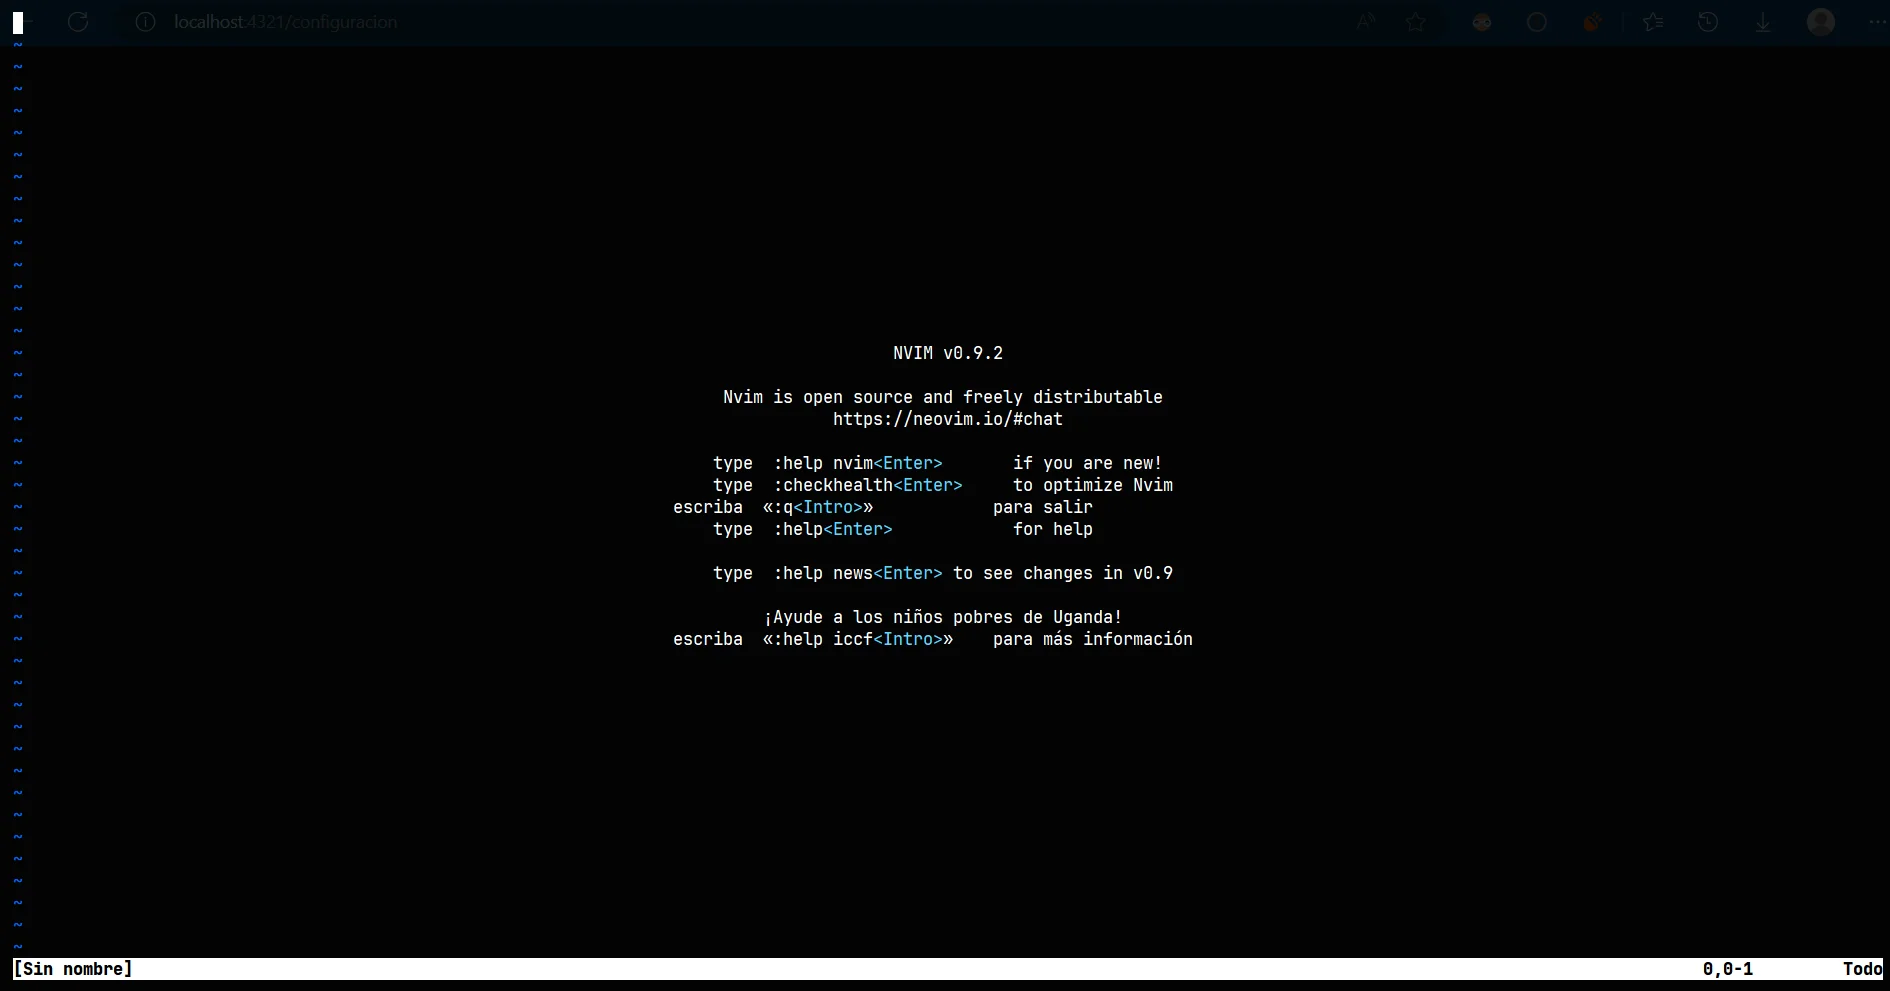 localhost:4321/configuracion
~
~
~
~
~
~
~
~
~
~
~
~
~
~
~ NVIM v0.9.2
~
~ Nvim is open source and freely distributable
~ https://neovim.io/#chat
~
~ type :help nvim<Enter> if you are new!
~ type :checkhealth<Enter> to optimize Nvim
~ escriba «:q<Intro>» para salir
~ type :help<Enter> for help
~
~ type :help news<Enter> to see changes in v0.9
~
~ ¡Ayude a los niños pobres de Uganda!
~ escriba «:help iccf<Intro>» para más información
~
~
~
~
~
~
~
~
~
~
~
~
~
~
[Sin nombre] 0,0-1 Todo